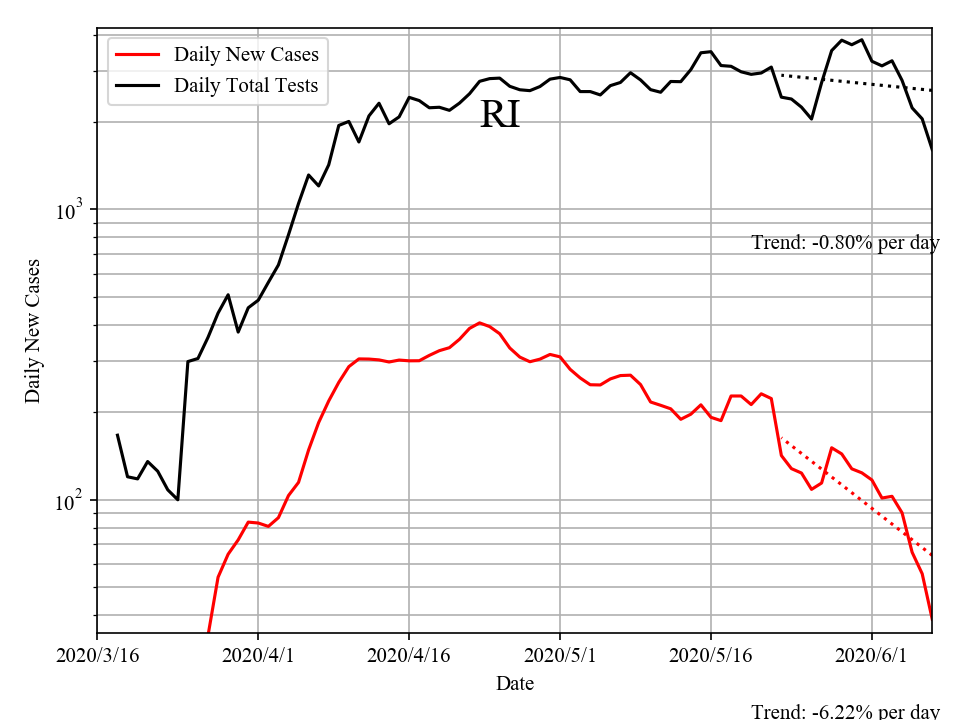 Daily New Cases
Daily Total Tests
RI
10^3
Trend: -0.80% per day
Daily New Cases
10^2
2020/3/16 2020/4/1 2020/4/16 2020/5/1 2020/5/16 2020/6/1
Date
Trend: -6.22% per day